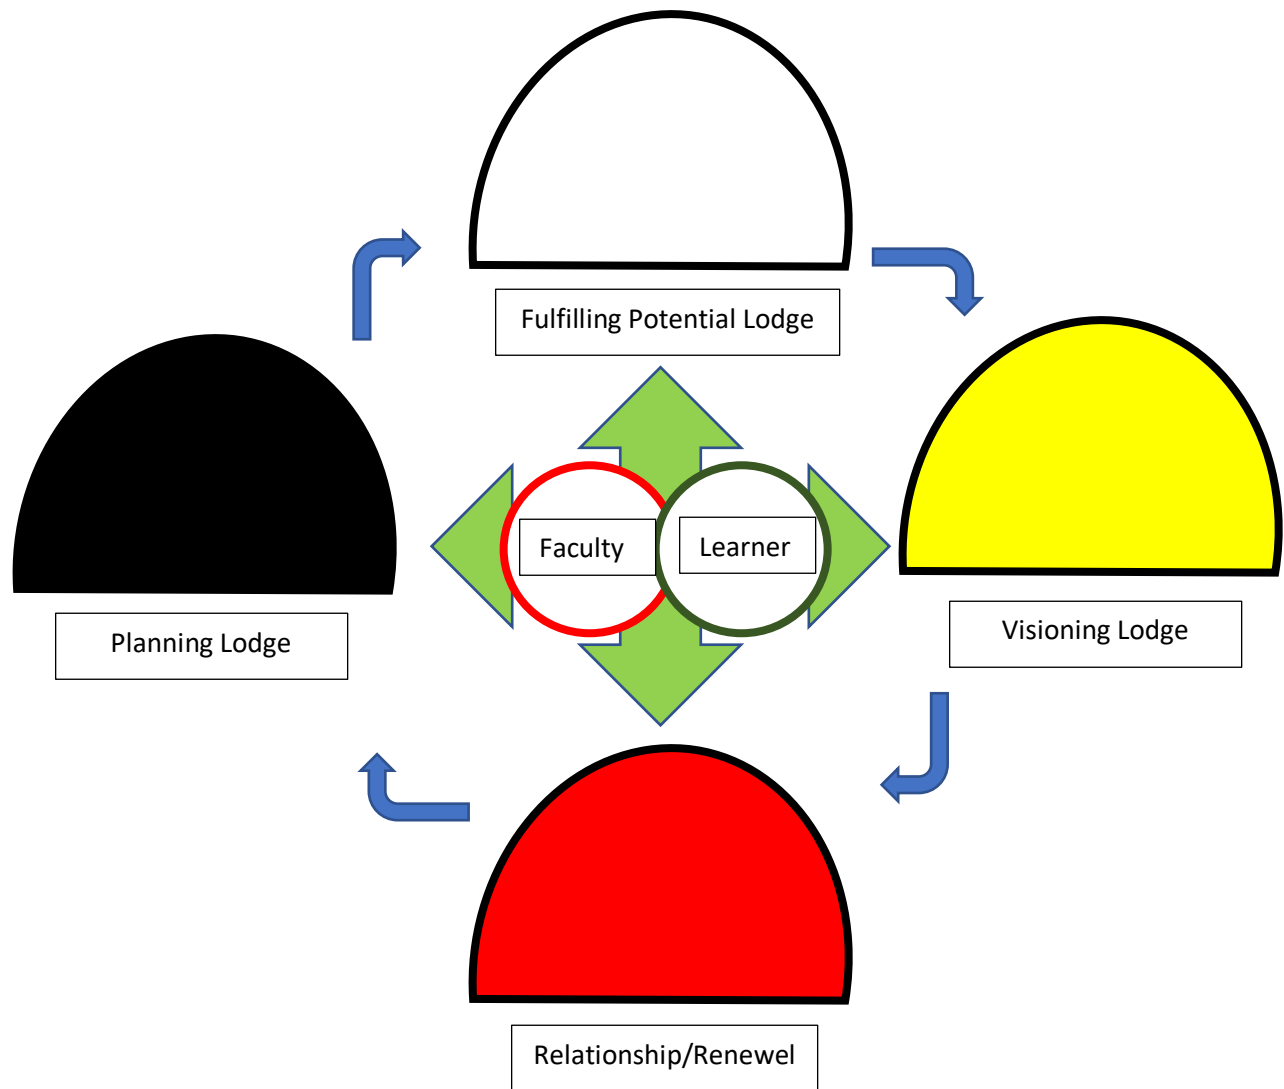 Fulfilling Potential Lodge
Faculty
Learner
Planning Lodge
Visioning Lodge
Relationship/Renewel